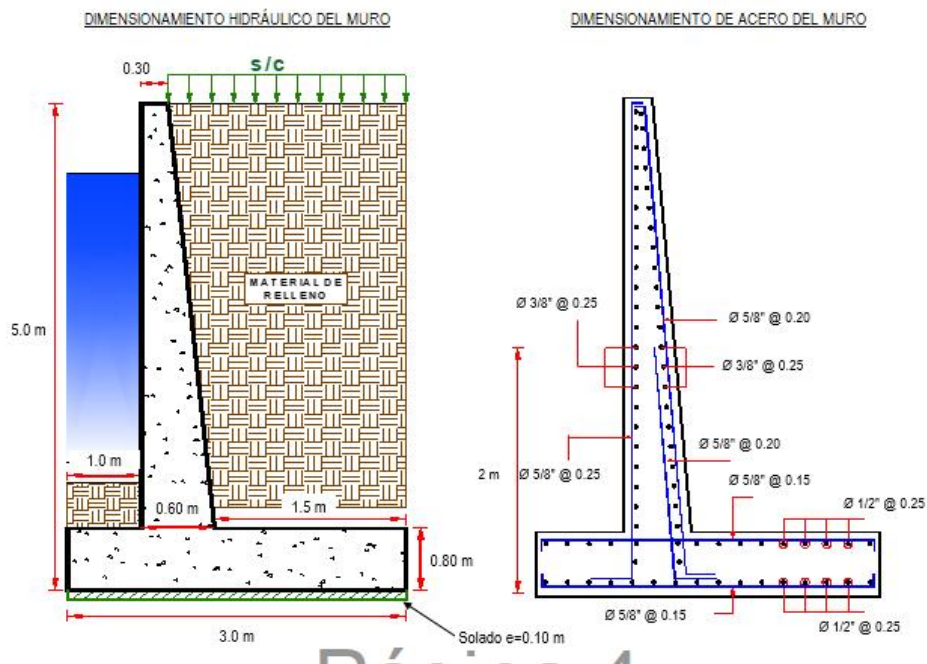 DIMENSIONAMIENTO HIDRÁULICO DEL MURO
0.30
s/c
5.0 m
MATERIAL DE
RELLENO
1.0 m
0.60 m
1.5 m
0.80 m
3.0 m
Solado e=0.10 m
DIMENSIONAMIENTO DE ACERO DEL MURO
Ø 3/8" @ 0.25
Ø 5/8" @ 0.20
Ø 3/8" @ 0.25
Ø 5/8" @ 0.20
2 m
Ø 5/8" @ 0.25
Ø 5/8" @ 0.15
Ø 1/2" @ 0.25
Ø 5/8" @ 0.15
Ø 1/2" @ 0.25